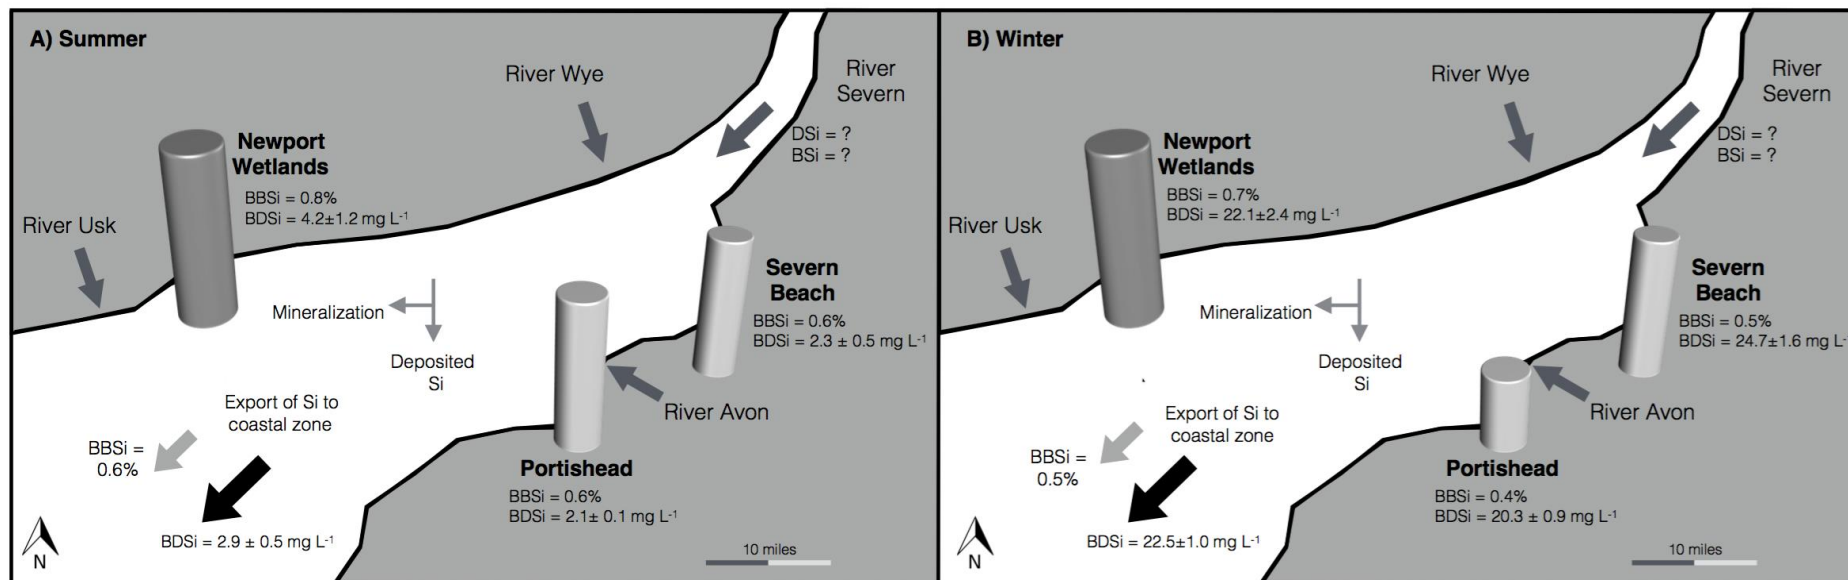 A) Summer
River Wye
River
Severn
DSi = ?
BSi = ?
Newport
Wetlands
BBSi = 0.8%
BDSi = 4.2±1.2 mg L-1
River Usk
Severn
Beach
BBSi = 0.6%
BDSi = 2.3 ± 0.5 mg L-1
Mineralization
Deposited
Si
River Avon
Export of Si to
coastal zone
BBSi =
0.6%
BDSi = 2.9 ± 0.5 mg L-1
Portishead
BBSi = 0.6%
BDSi = 2.1± 0.1 mg L-1
N
10 miles
B) Winter
River Wye
River
Severn
DSi = ?
BSi = ?
Newport
Wetlands
BBSi = 0.7%
BDSi = 22.1±2.4 mg L-1
River Usk
Severn
Beach
BBSi = 0.5%
BDSi = 24.7±1.6 mg L-
Mineralization
Deposited
Si
River Avon
Export of Si to
coastal zone
BBSi =
0.5%
BDSi = 22.5±1.0 mg L-1
Portishead
BBSi = 0.4%
BDSi = 20.3 ± 0.9 mg L-1
N
10 miles